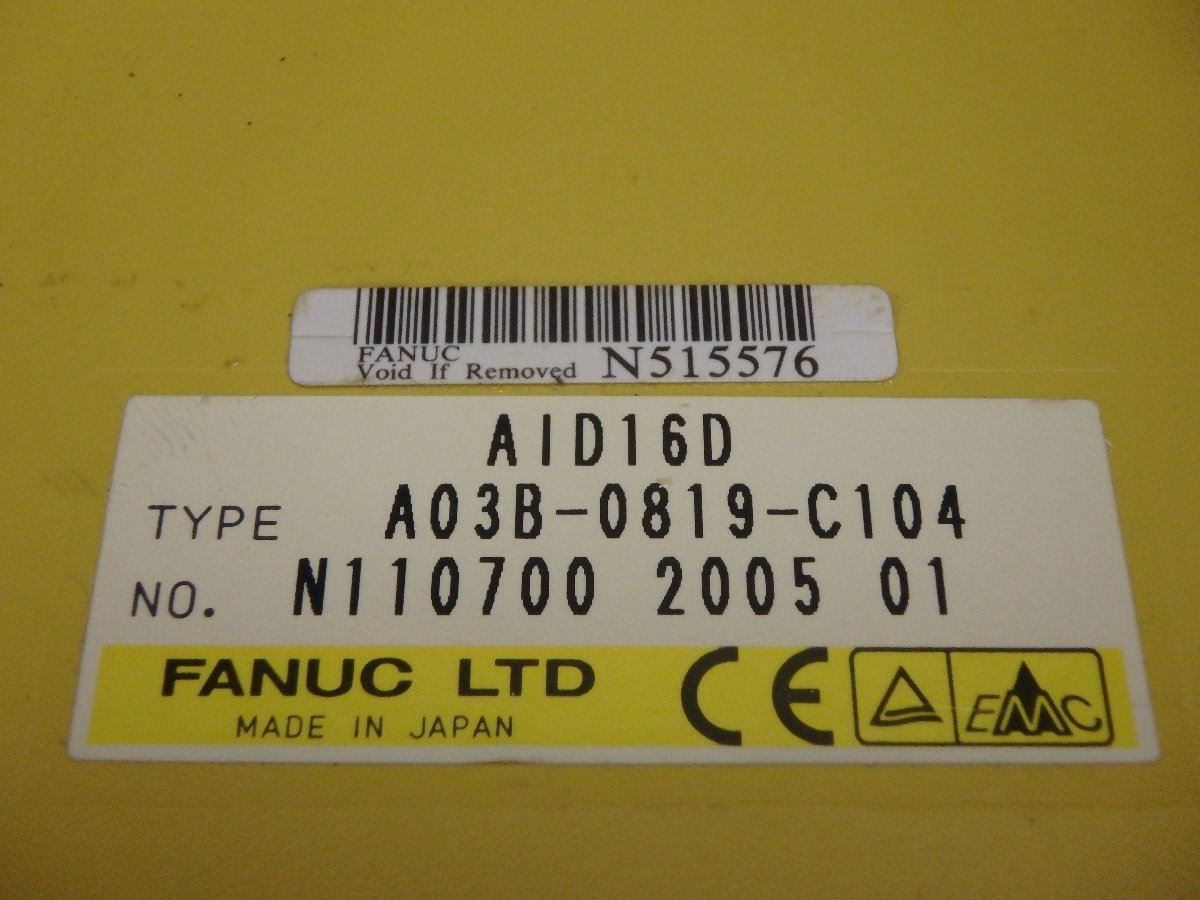 FANUC
Void If Removed N515576
AID16D
TYPE A03B-0819-C104
NO. N110700 2005 01
FANUC LTD
MADE IN JAPAN
CE
EMC